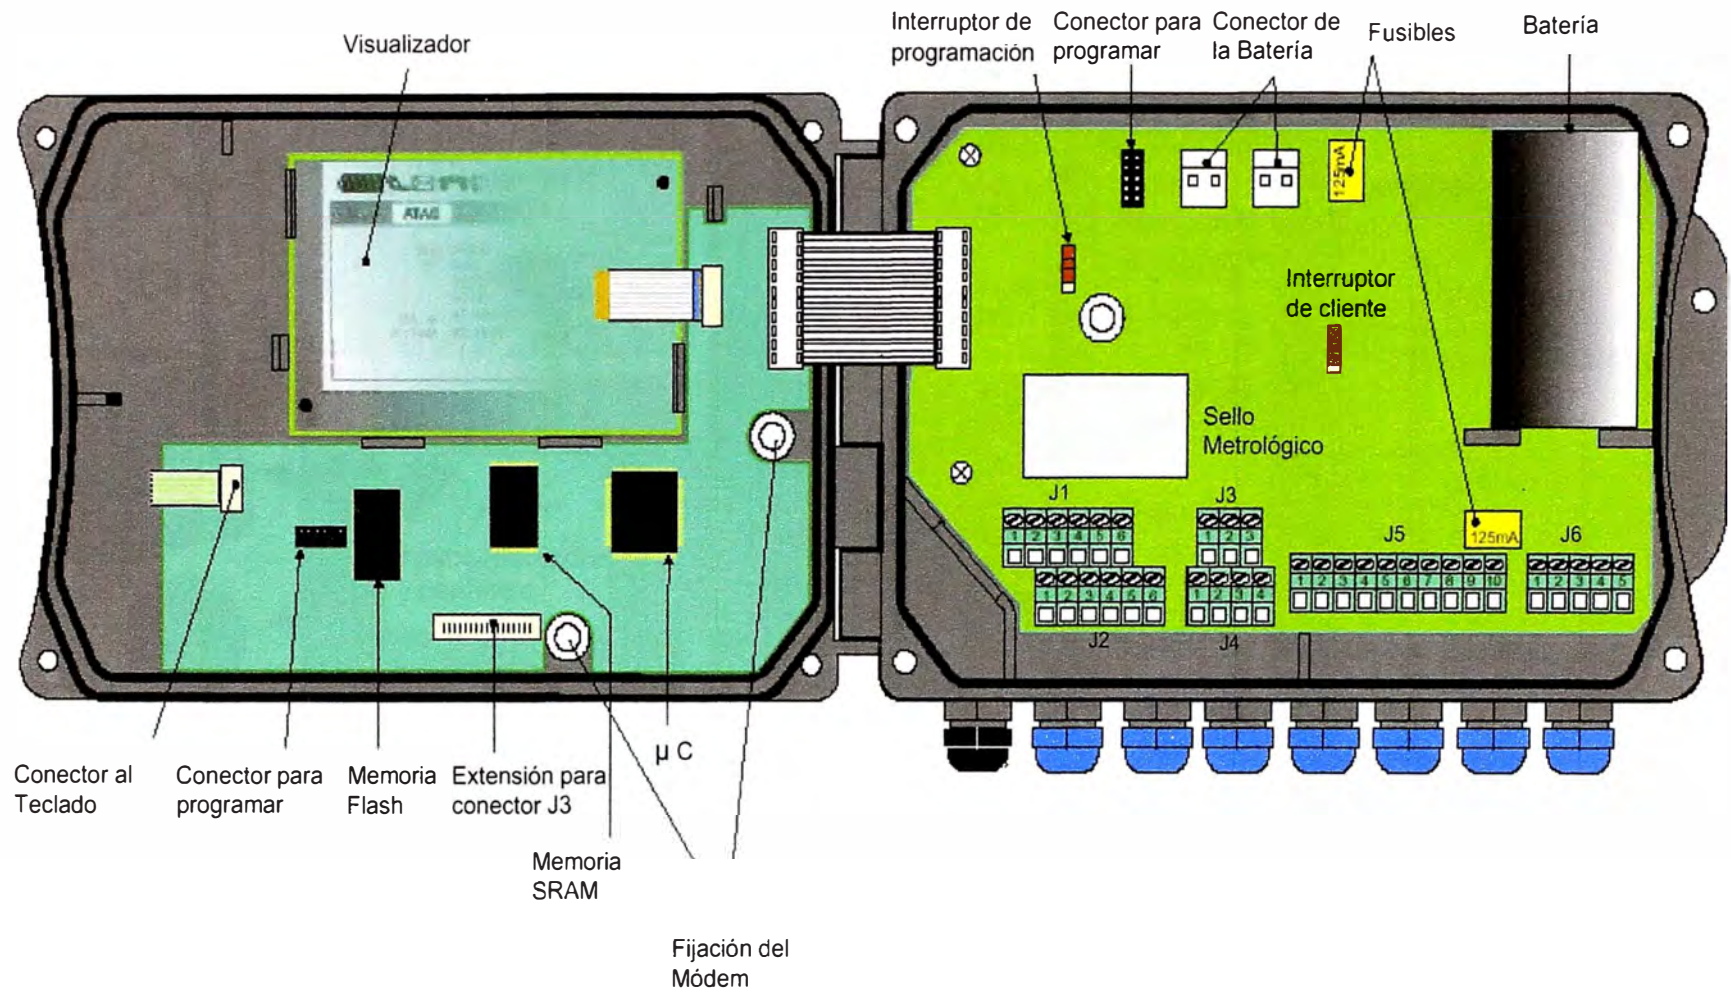 Visualizador
Interruptor de
programación
Conector para
programar
Conector de
la Batería
Fusibles
Batería
125mA
ATAS
Interruptor
de cliente
Sello
Metrológico
J1
J3
1 2 3 4 5 6
1 2 3
J5
125mA
J6
1 2 3 4 5 6
1 2 3 4
1 2 3 4 5 6 7 8 9 10
1 2 3 4 5
J2
J4
µ C
Conector al
Teclado
Conector para
programar
Memoria
Flash
Extensión para
conector J3
Memoria
SRAM
Fijación del
Módem